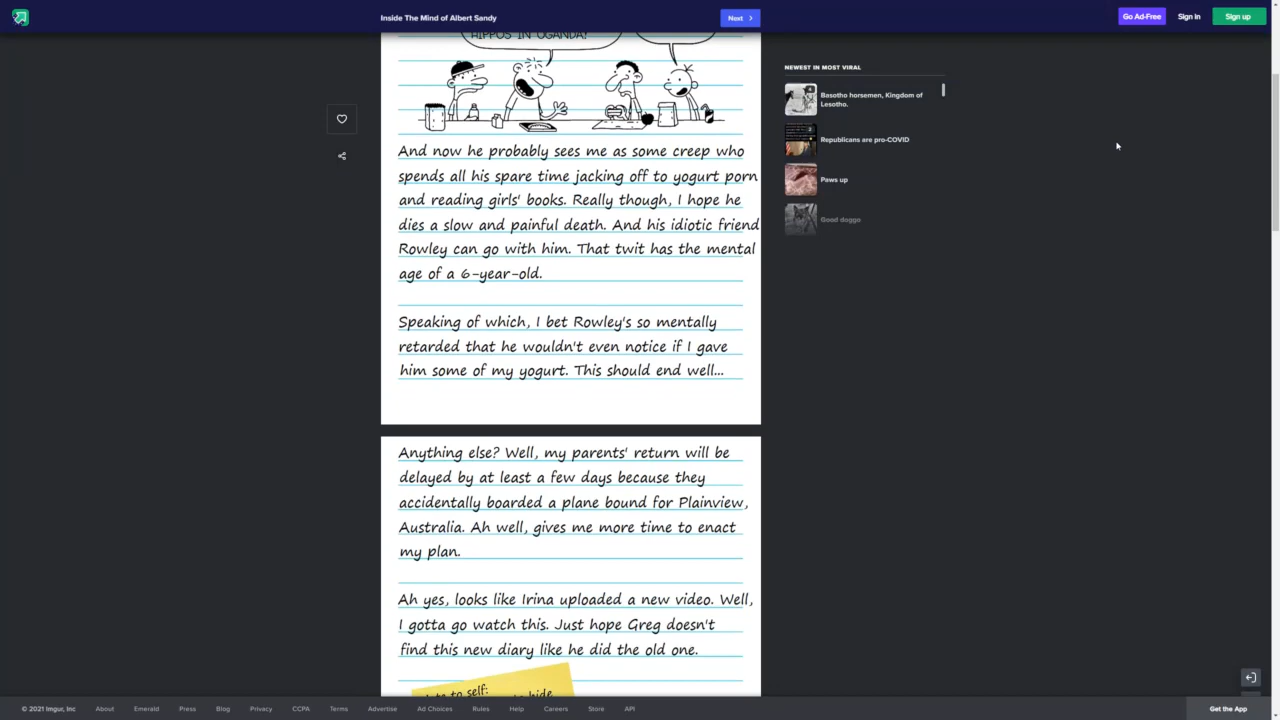 Inside The Mind of Albert Sandy
Next
Go Ad-Free
Sign in
Sign up
HIPPOS IN UGANDA!
And now he probably sees me as some creep who
spends all his spare time jacking off to yogurt porn
and reading girls' books. Really though, I hope he
dies a slow and painful death. And his idiotic friend
Rowley can go with him. That twit has the mental
age of a 6-year-old.
Speaking of which, I bet Rowley's so mentally
retarded that he wouldn't even notice if I gave
him some of my yogurt. This should end well...
Anything else? Well, my parents' return will be
delayed by at least a few days because they
accidentally boarded a plane bound for Plainview,
Australia. Ah well, gives me more time to enact
my plan.
Ah yes, looks like Irina uploaded a new video. Well,
I gotta go watch this. Just hope Greg doesn't
find this new diary like he did the old one.
to self:
hide
NEWEST IN MOST VIRAL
4
Basotho horsemen, Kingdom of
Lesotho.
2
Republicans are pro-COVID
Paws up
Good doggo
© 2021 Imgur, Inc
About
Emerald
Press
Blog
Privacy
CCPA
Terms
Advertise
Ad Choices
Rules
Help
Careers
Store
API
Get the App